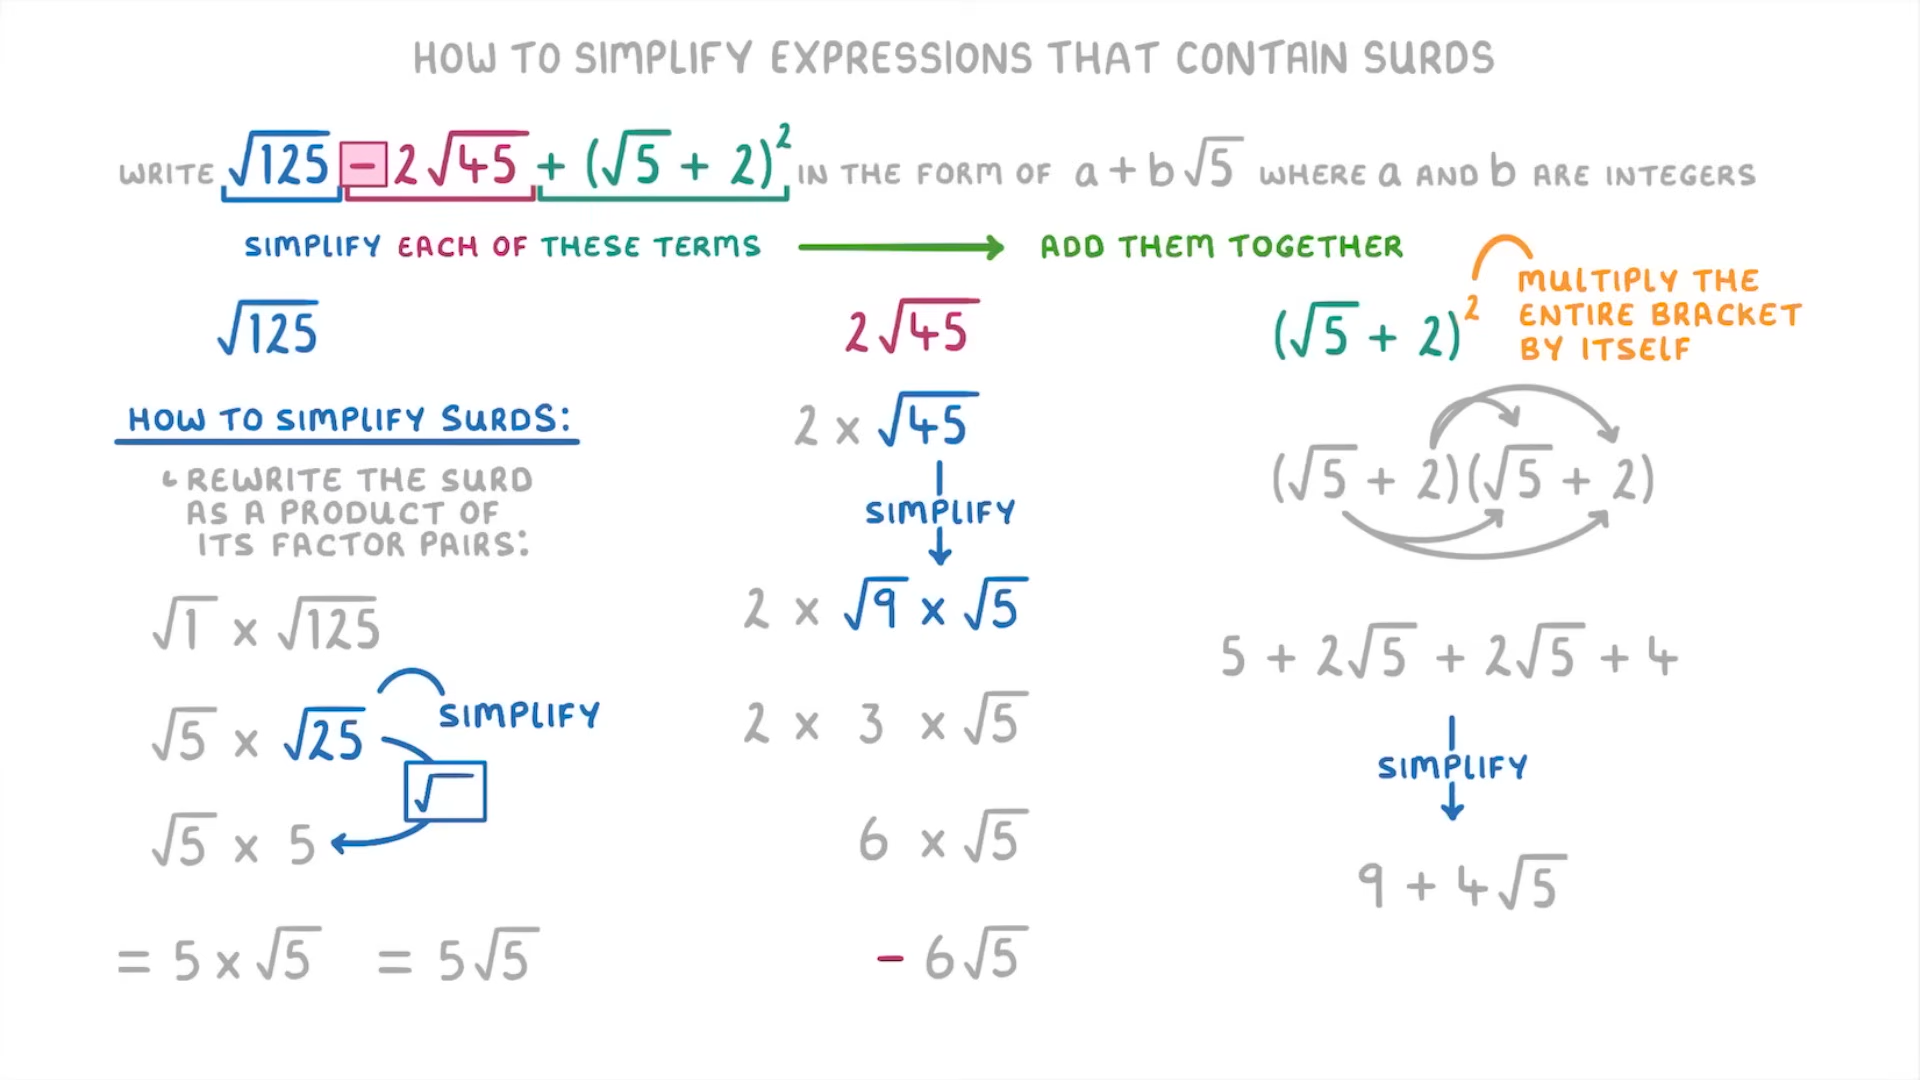 HOW TO SIMPLIFY EXPRESSIONS THAT CONTAIN SURDS
WRITE √125 − 2√45 + (√5 + 2)² IN THE FORM OF a + b√5 WHERE a AND b ARE INTEGERS
SIMPLIFY EACH OF THESE TERMS → ADD THEM TOGETHER
√125
HOW TO SIMPLIFY SURDS:
REWRITE THE SURD
AS A PRODUCT OF
ITS FACTOR PAIRS:
√1 × √125
√5 × √25
SIMPLIFY
√
√5 × 5
= 5 × √5 = 5√5
2√45
2 × √45
SIMPLIFY
2 × √9 × √5
2 × 3 × √5
6 × √5
− 6√5
(√5 + 2)²
MULTIPLY THE
ENTIRE BRACKET
BY ITSELF
(√5 + 2)(√5 + 2)
5 + 2√5 + 2√5 + 4
SIMPLIFY
9 + 4√5